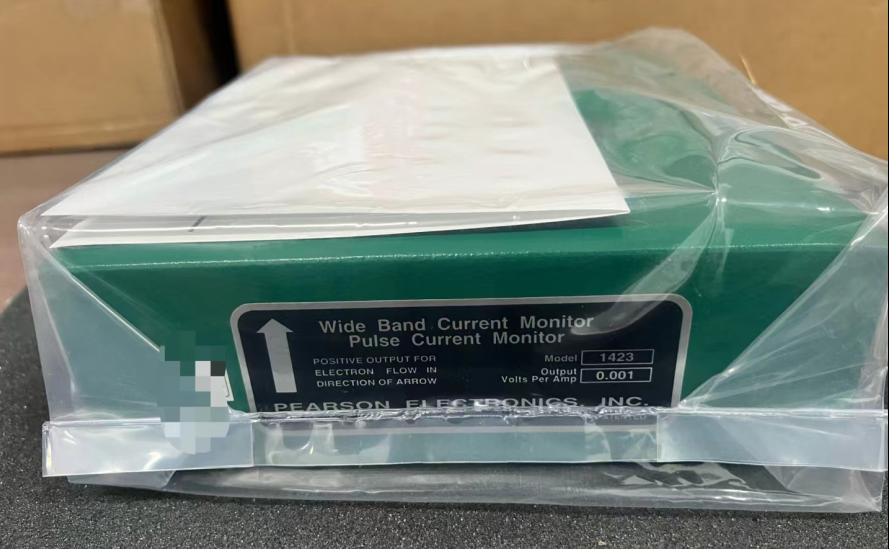 Wide Band Current Monitor
Pulse Current Monitor
POSITIVE OUTPUT FOR
ELECTRON FLOW IN
DIRECTION OF ARROW
Model 1423
Output
Volts Per Amp 0.001
PEARSON ELECTRONICS, INC.